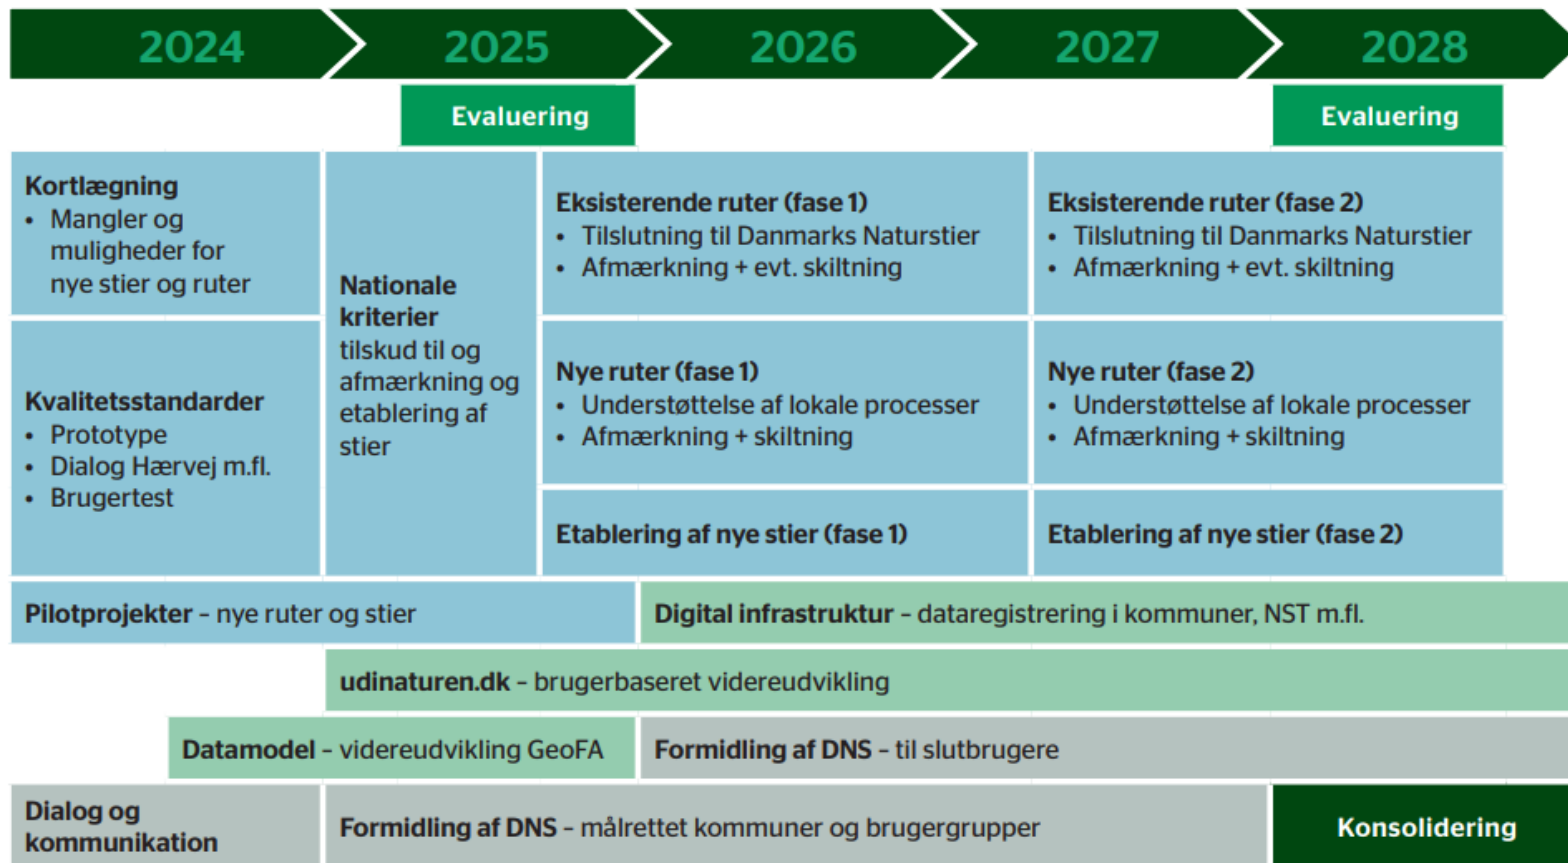 2024
2025
2026
2027
2028
Evaluering
Evaluering
Kortlægning
• Mangler og
muligheder for
nye stier og ruter
Kvalitetsstandarder
• Prototype
• Dialog Hærvej m.fl.
• Brugertest
Nationale
kriterier
tilskud til og
afmærkning og
etablering af
stier
Eksisterende ruter (fase 1)
• Tilslutning til Danmarks Naturstier
• Afmærkning + evt. skiltning
Eksisterende ruter (fase 2)
• Tilslutning til Danmarks Naturstier
• Afmærkning + evt. skiltning
Nye ruter (fase 1)
• Understøttelse af lokale processer
• Afmærkning + skiltning
Nye ruter (fase 2)
• Understøttelse af lokale processer
• Afmærkning + skiltning
Etablering af nye stier (fase 1)
Etablering af nye stier (fase 2)
Pilotprojekter – nye ruter og stier
Digital infrastruktur – dataregistrering i kommuner, NST m.fl.
udinaturen.dk – brugerbaseret videreudvikling
Datamodel – videreudvikling GeoFA
Formidling af DNS – til slutbrugere
Dialog og
kommunikation
Formidling af DNS – målrettet kommuner og brugergrupper
Konsolidering